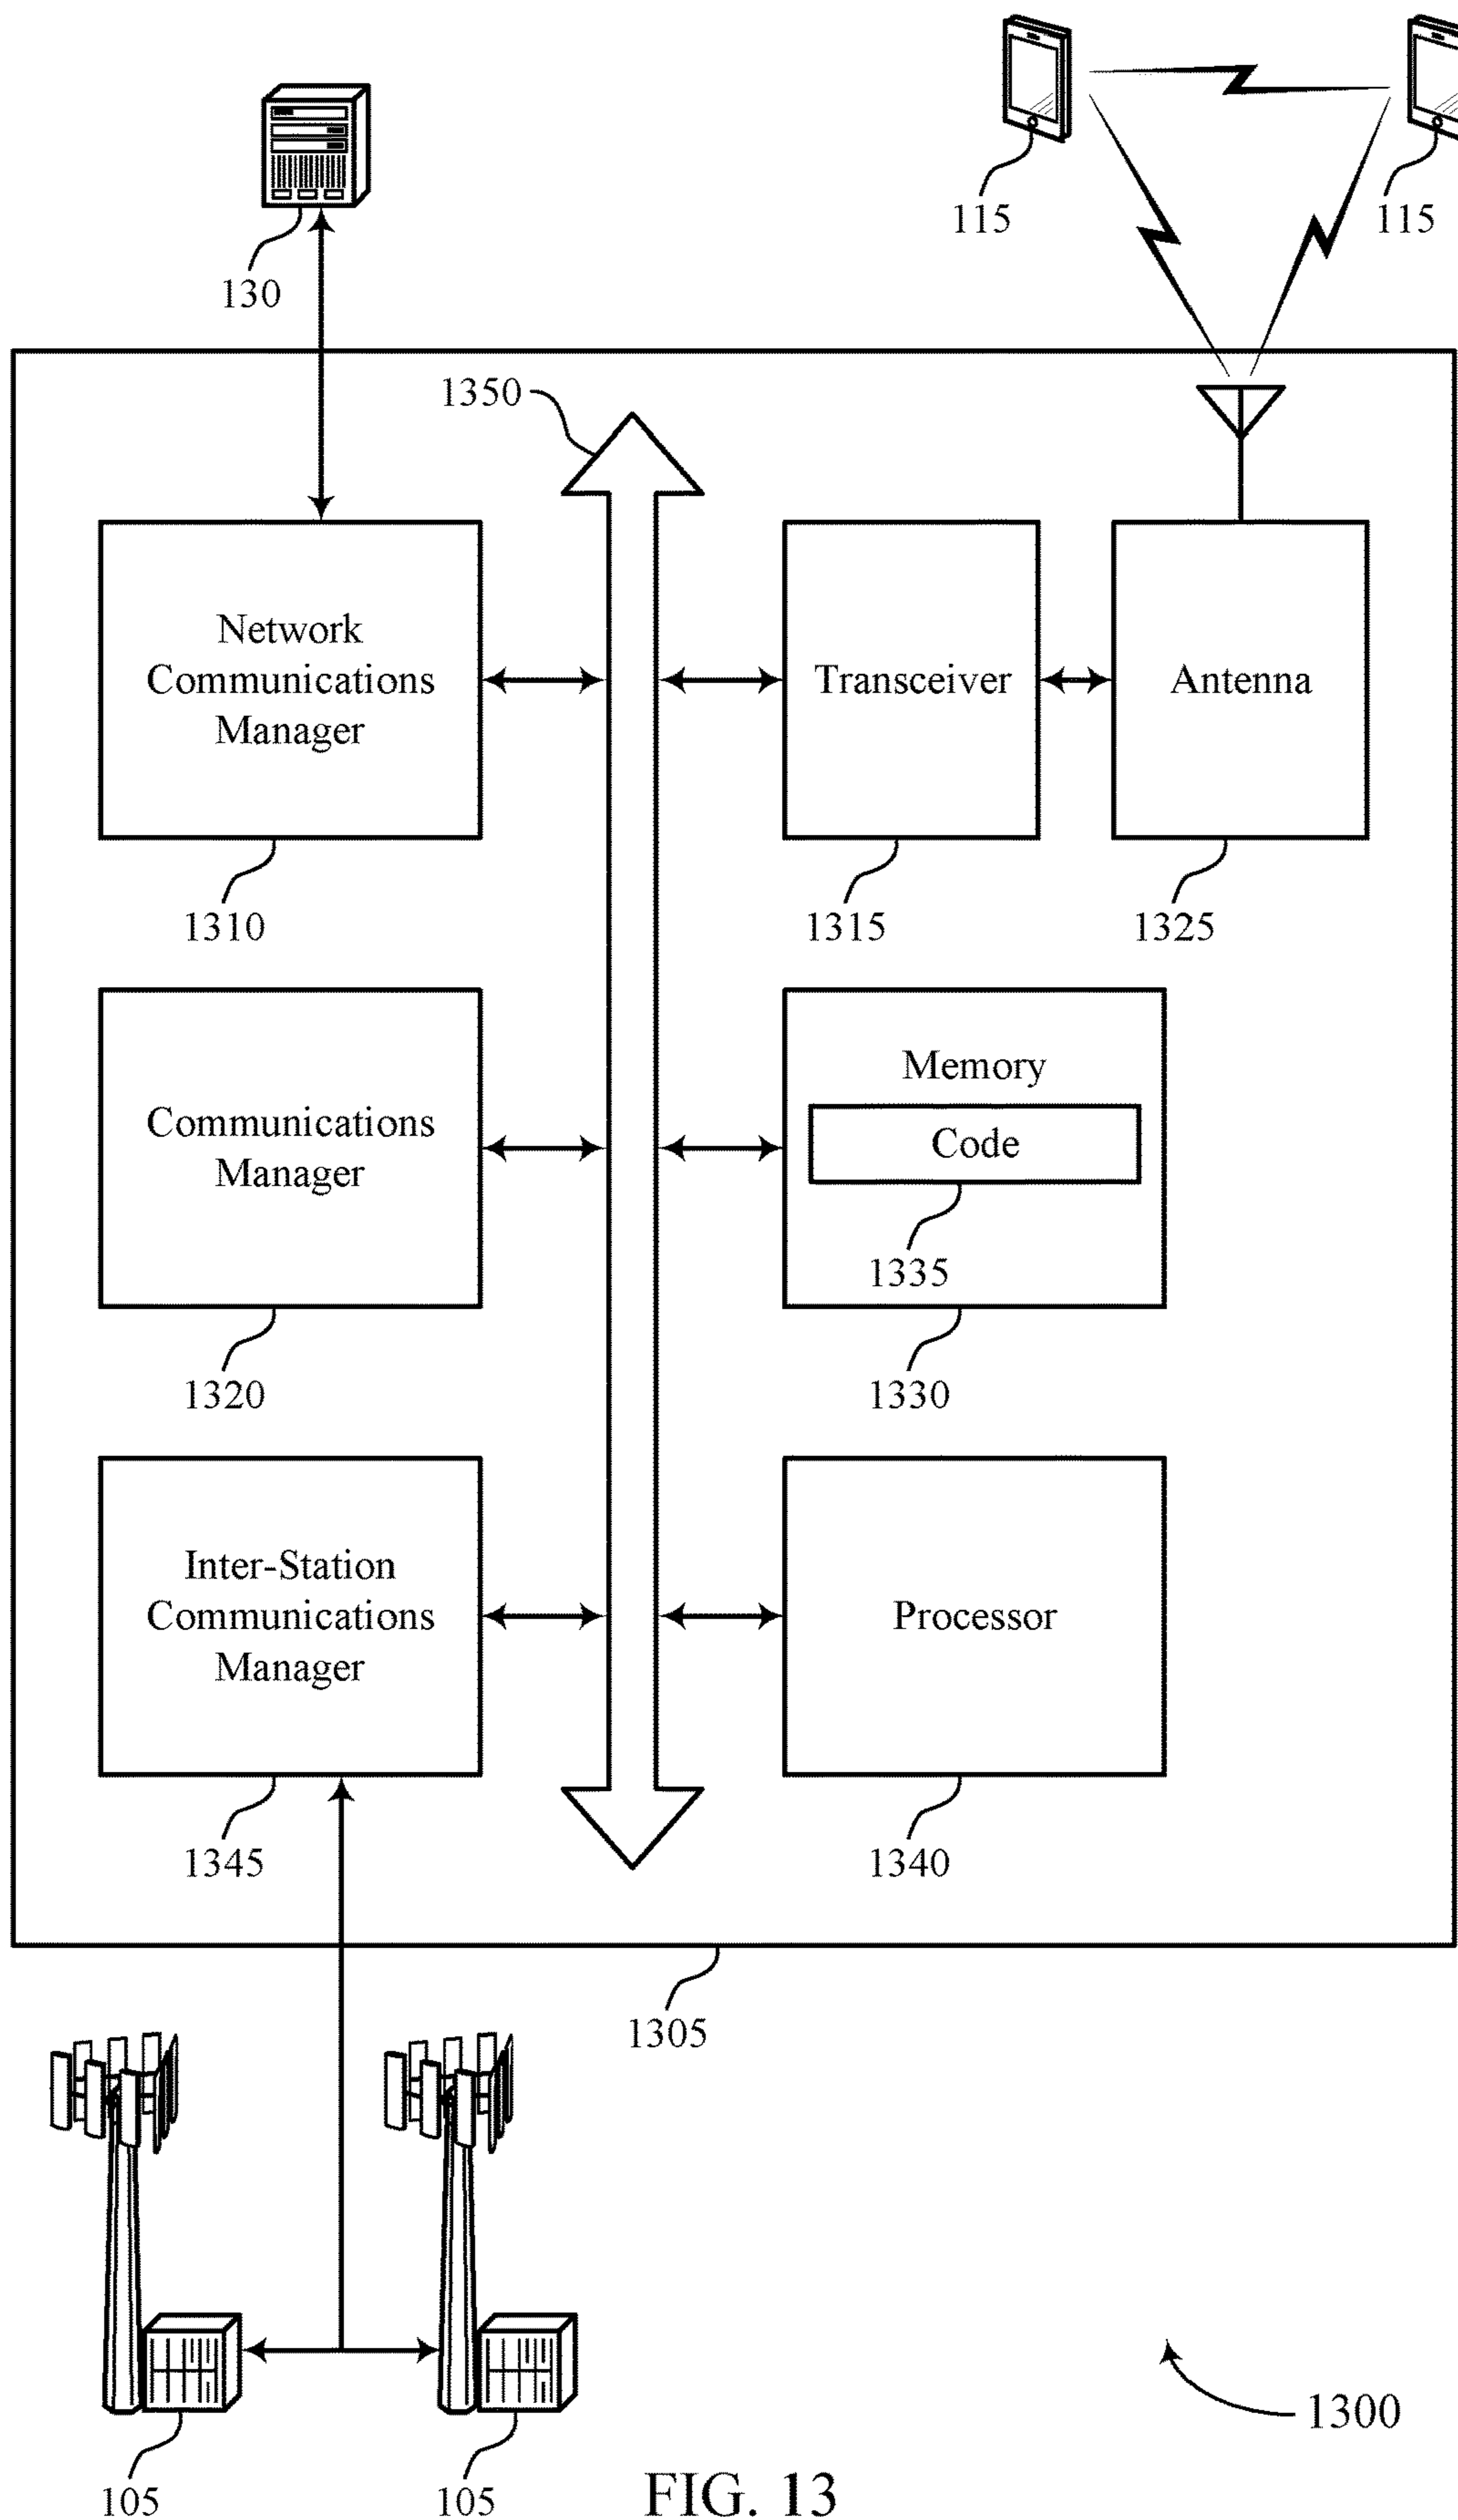 115
115
130
1350
Network
Communications
Manager
Transceiver
Antenna
1310
1315
1325
Communications
Manager
Memory
Code
1335
1320
1330
Inter-Station
Communications
Manager
Processor
1345
1340
1305
1300
105
105
FIG. 13